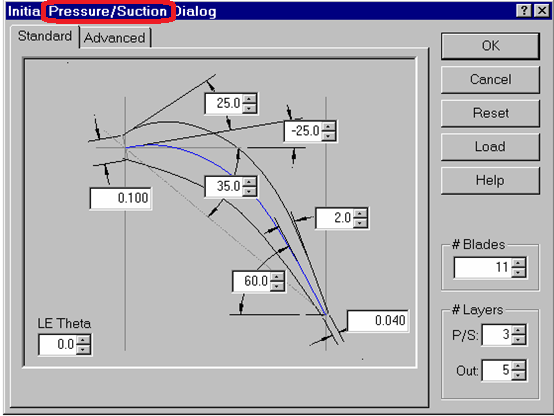 Initial Pressure/Suction Dialog
Standard Advanced
25.0
-25.0
35.0
0.100
2.0
60.0
0.040
LE Theta
0.0
OK
Cancel
Reset
Load
Help
# Blades
11
# Layers
P/S: 3
Out: 5